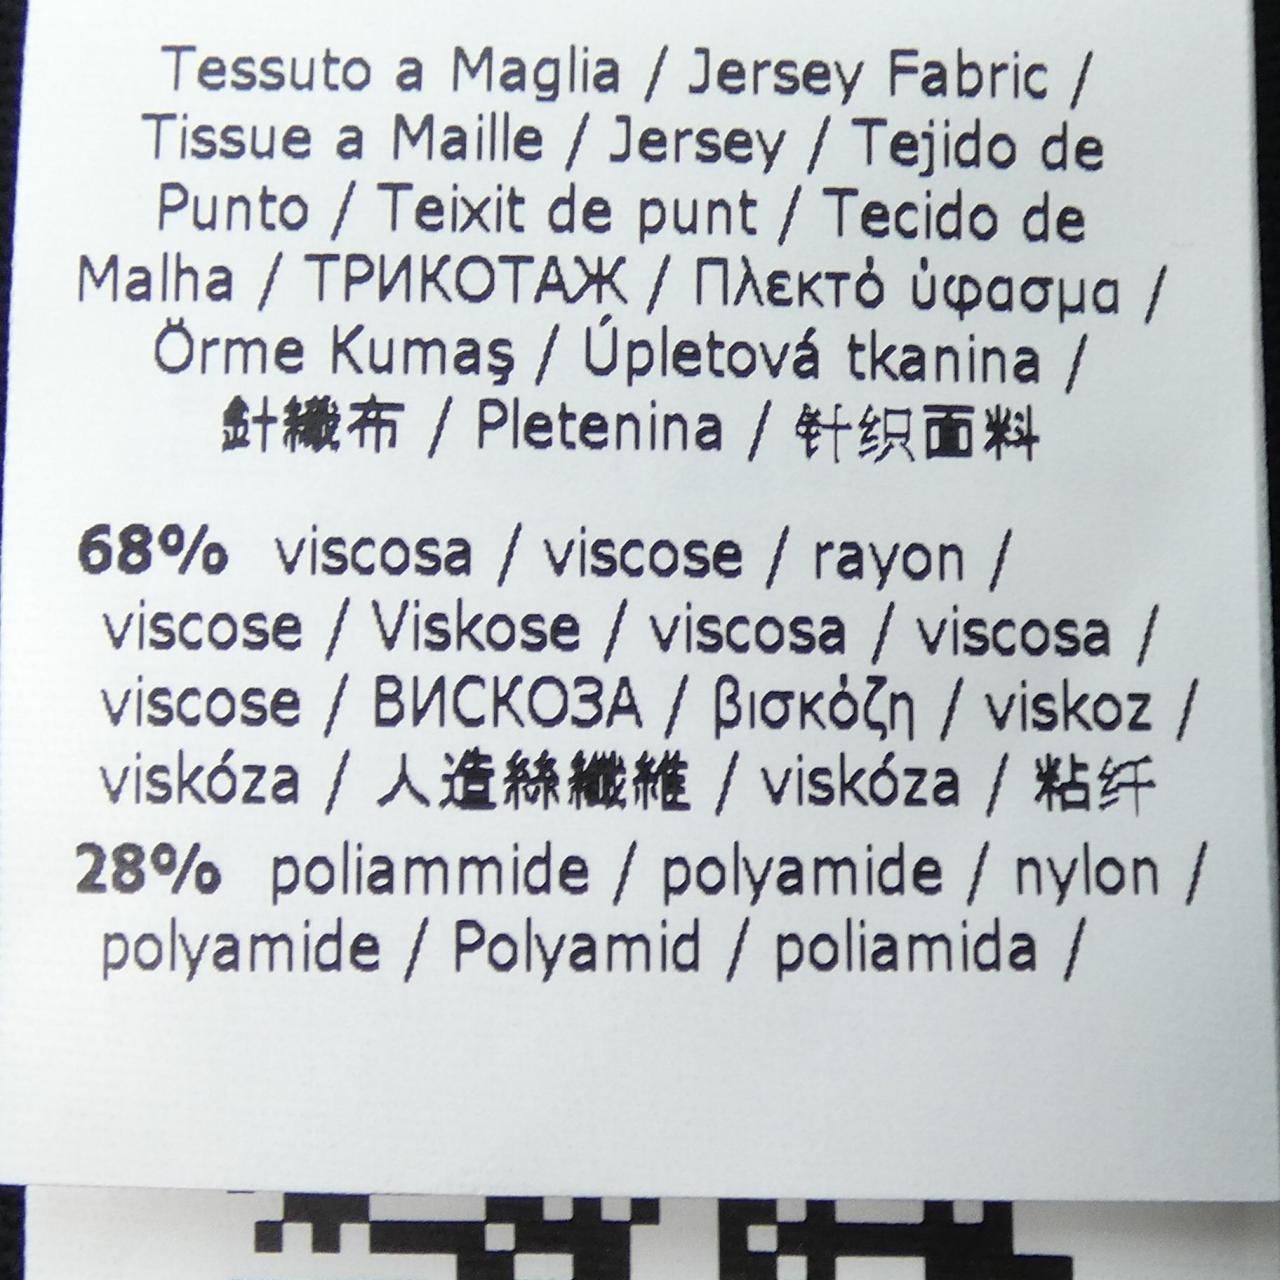 Tessuto a Maglia / Jersey Fabric /
Tissue a Maille / Jersey / Tejido de
Punto / Teixit de punt / Tecido de
Malha / ТРИКОТАЖ / Πλεκτό ύφασμα /
Örme Kumaş / Úpletová tkanina /
針織布 / Pletenina / 针织面料
68% viscosa / viscose / rayon /
viscose / Viskose / viscosa / viscosa /
viscose / ВИСКОЗА / βισκόζη / viskoz /
viskóza / 人造絲纖維 / viskóza / 粘纤
28% poliammide / polyamide / nylon /
polyamide / Polyamid / poliamida /